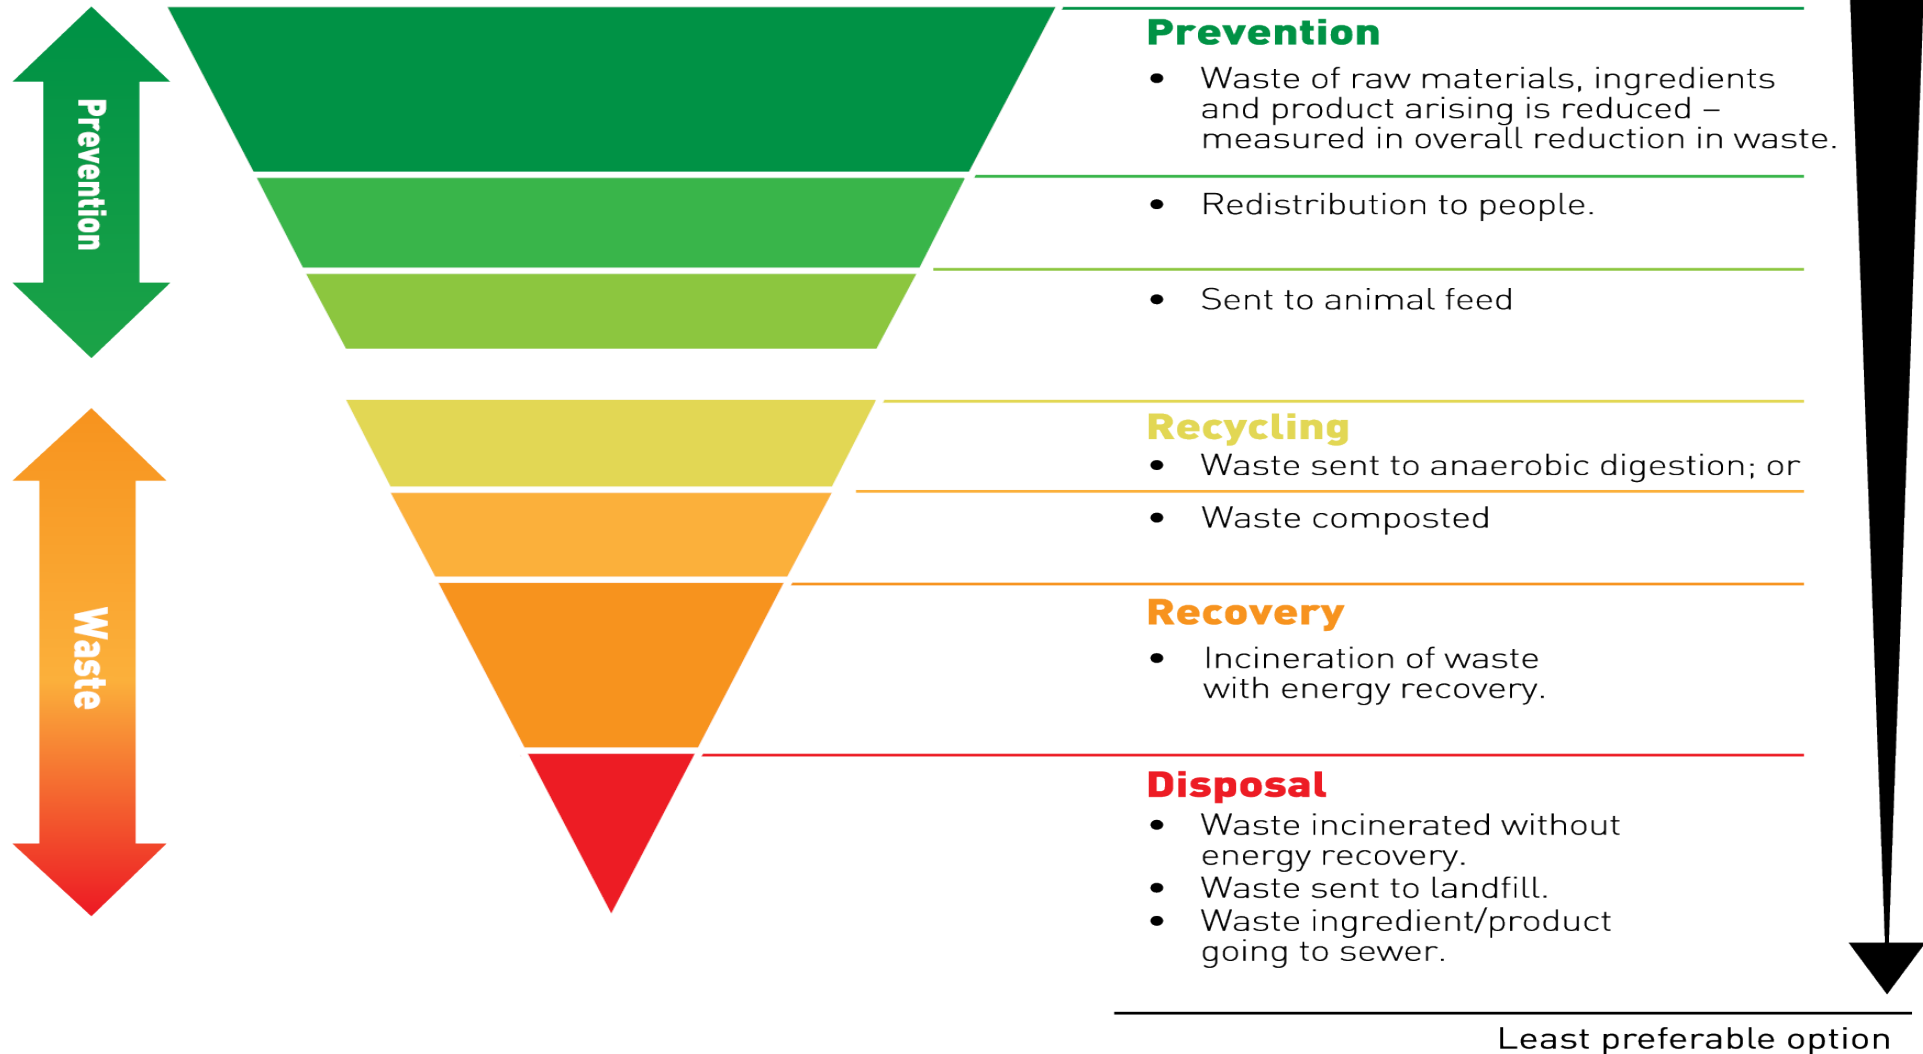 Prevention
Prevention
• Waste of raw materials, ingredients
and product arising is reduced –
measured in overall reduction in waste.
• Redistribution to people.
• Sent to animal feed
Waste
Recycling
• Waste sent to anaerobic digestion; or
• Waste composted
Recovery
• Incineration of waste
with energy recovery.
Disposal
• Waste incinerated without
energy recovery.
• Waste sent to landfill.
• Waste ingredient/product
going to sewer.
Least preferable option